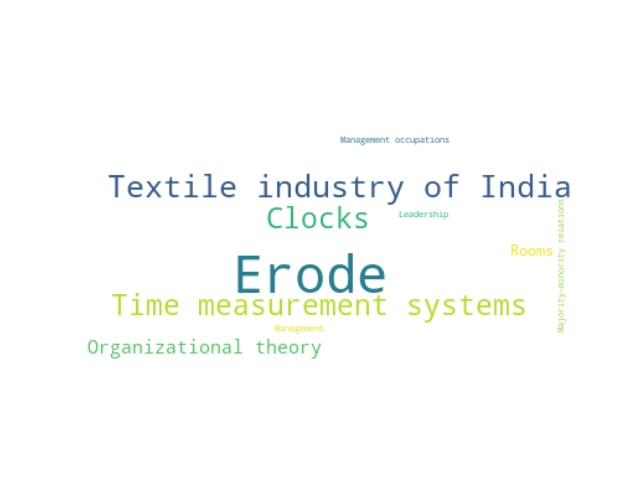 Management occupations
Textile industry of India
Clocks
Leadership
Majority-minority relations
Rooms
Erode
Time measurement systems
Management
Organizational theory